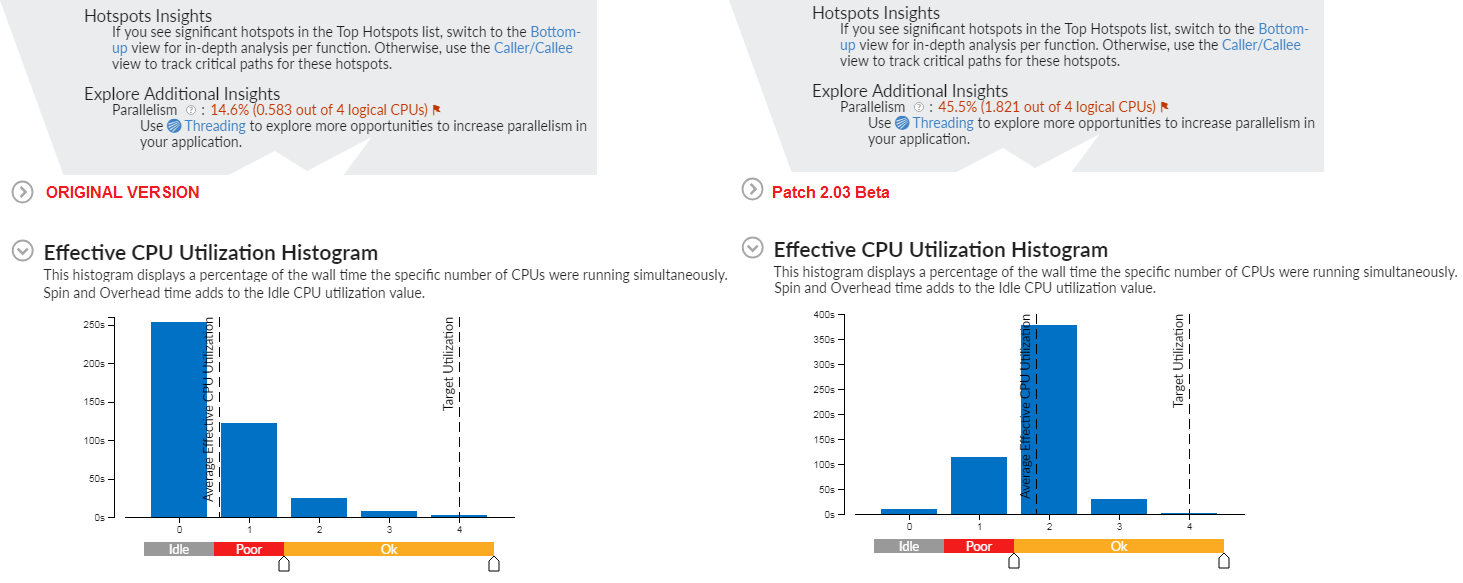 Hotspots Insights
If you see significant hotspots in the Top Hotspots list, switch to the Bottom-
up view for in-depth analysis per function. Otherwise, use the Caller/Callee
view to track critical paths for these hotspots.
Explore Additional Insights
Parallelism ? : 14.6% (0.583 out of 4 logical CPUs)
Use Threading to explore more opportunities to increase parallelism in
your application.
ORIGINAL VERSION
Effective CPU Utilization Histogram
This histogram displays a percentage of the wall time the specific number of CPUs were running simultaneously.
Spin and Overhead time adds to the Idle CPU utilization value.
250s
200s
150s
100s
50s
0s
Average Effective CPU Utilization
Target Utilization
0 1 2 3 4
Idle Poor Ok
Hotspots Insights
If you see significant hotspots in the Top Hotspots list, switch to the Bottom-
up view for in-depth analysis per function. Otherwise, use the Caller/Callee
view to track critical paths for these hotspots.
Explore Additional Insights
Parallelism ? : 45.5% (1.821 out of 4 logical CPUs)
Use Threading to explore more opportunities to increase parallelism in
your application.
Patch 2.03 Beta
Effective CPU Utilization Histogram
This histogram displays a percentage of the wall time the specific number of CPUs were running simultaneously.
Spin and Overhead time adds to the Idle CPU utilization value.
400s
350s
300s
250s
200s
150s
100s
50s
0s
Average Effective CPU Utilization
Target Utilization
0 1 2 3 4
Idle Poor Ok